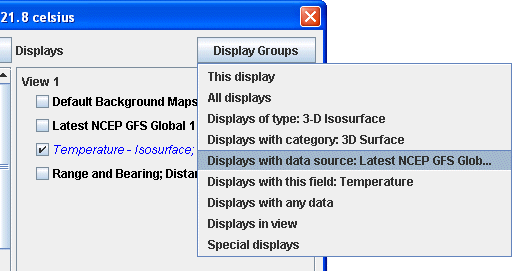 21.8 celsius
Displays
Display Groups
View 1
Default Background Maps
Latest NCEP GFS Global 1
Temperature - Isosurface;
Range and Bearing; Distan
This display
All displays
Displays of type: 3-D Isosurface
Displays with category: 3D Surface
Displays with data source: Latest NCEP GFS Glob...
Displays with this field: Temperature
Displays with any data
Displays in view
Special displays